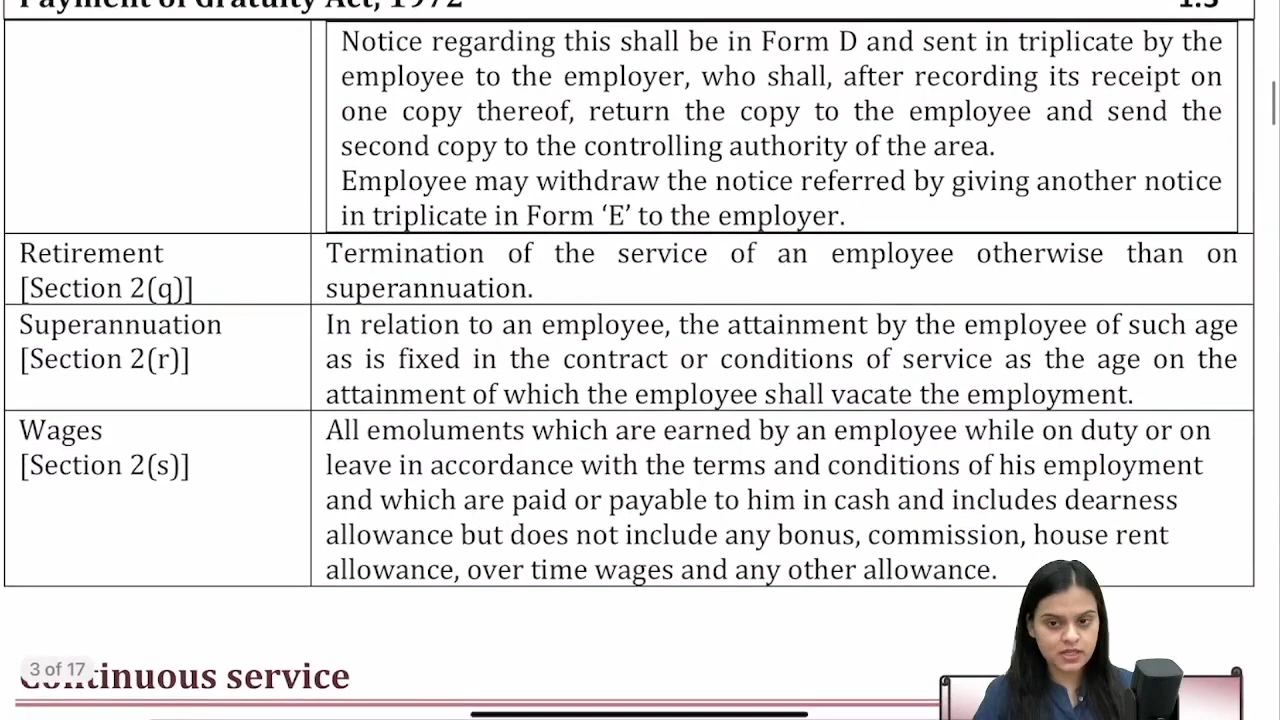 Payment of Gratuity Act, 1972 1.3
Notice regarding this shall be in Form D and sent in triplicate by the
employee to the employer, who shall, after recording its receipt on
one copy thereof, return the copy to the employee and send the
second copy to the controlling authority of the area.
Employee may withdraw the notice referred by giving another notice
in triplicate in Form ‘E’ to the employer.
Retirement
[Section 2(q)]
Termination of the service of an employee otherwise than on
superannuation.
Superannuation
[Section 2(r)]
In relation to an employee, the attainment by the employee of such age
as is fixed in the contract or conditions of service as the age on the
attainment of which the employee shall vacate the employment.
Wages
[Section 2(s)]
All emoluments which are earned by an employee while on duty or on
leave in accordance with the terms and conditions of his employment
and which are paid or payable to him in cash and includes dearness
allowance but does not include any bonus, commission, house rent
allowance, over time wages and any other allowance.
3 of 17
Continuous service